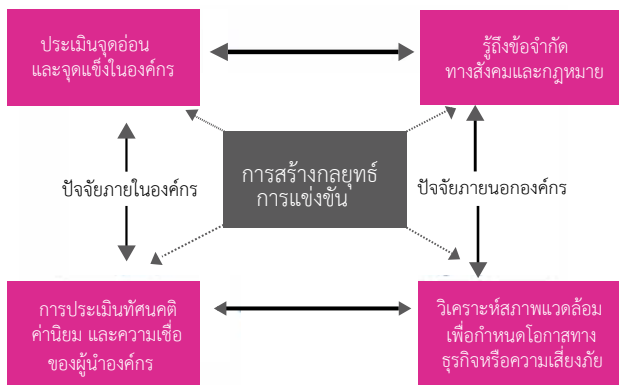 ประเมินจุดอ่อน
และจุดแข็งในองค์กร
รู้ถึงข้อจำกัด
ทางสังคมและกฎหมาย
การสร้างกลยุทธ์
การแข่งขัน
ปัจจัยภายในองค์กร
ปัจจัยภายนอกองค์กร
การประเมินทัศนคติ
ค่านิยม และความเชื่อ
ของผู้นำองค์กร
วิเคราะห์สภาพแวดล้อม
เพื่อกำหนดโอกาสทาง
ธุรกิจหรือความเสี่ยงภัย